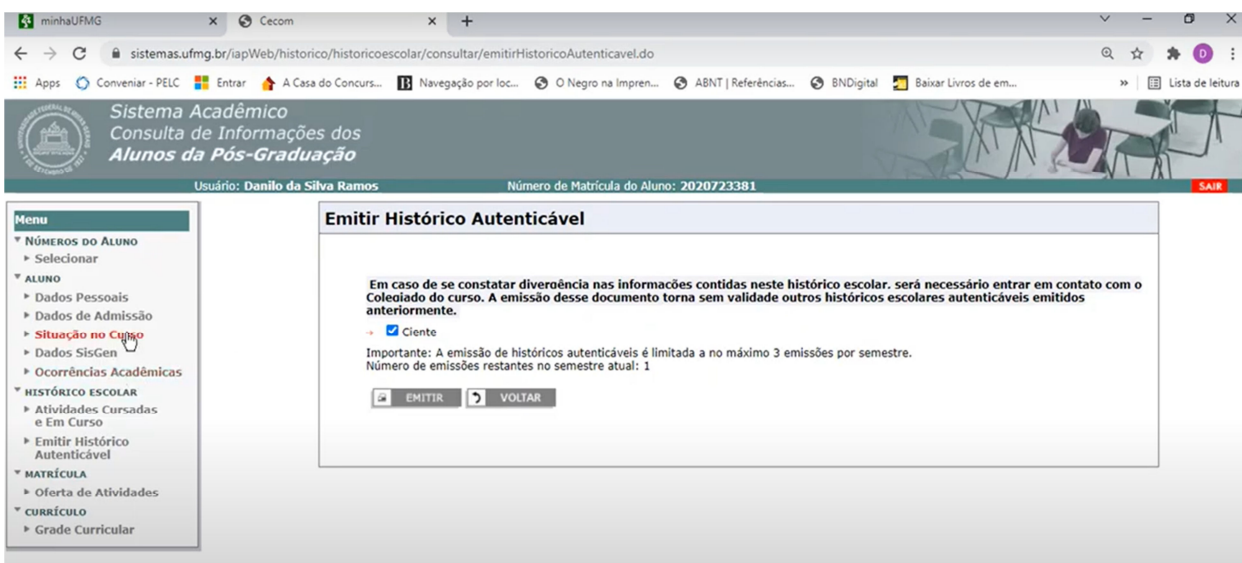 minhaUFMG
Cecom
sistemas.ufmg.br/iapWeb/historico/historicoescolar/consultar/emitirHistoricoAutenticavel.do
D
Apps Conveniar - PELC Entrar A Casa do Concurs... Navegação por loc... O Negro na Impren... ABNT | Referências... BNDigital Baixar Livros de em... » Lista de leitura
Sistema Acadêmico
Consulta de Informações dos
Alunos da Pós-Graduação
Usuário: Danilo da Silva Ramos Número de Matrícula do Aluno: 2020723381 SAIR
Menu
NÚMEROS DO ALUNO
Selecionar
ALUNO
Dados Pessoais
Dados de Admissão
Situação no Curso
Dados SisGen
Ocorrências Acadêmicas
HISTÓRICO ESCOLAR
Atividades Cursadas
e Em Curso
Emitir Histórico
Autenticável
MATRÍCULA
Oferta de Atividades
CURRÍCULO
Grade Curricular
Emitir Histórico Autenticável
Em caso de se constatar divergência nas informações contidas neste histórico escolar, será necessário entrar em contato com o
Colegiado do curso. A emissão desse documento torna sem validade outros históricos escolares autenticáveis emitidos
anteriormente.
Ciente
Importante: A emissão de históricos autenticáveis é limitada a no máximo 3 emissões por semestre.
Número de emissões restantes no semestre atual: 1
EMITIR VOLTAR